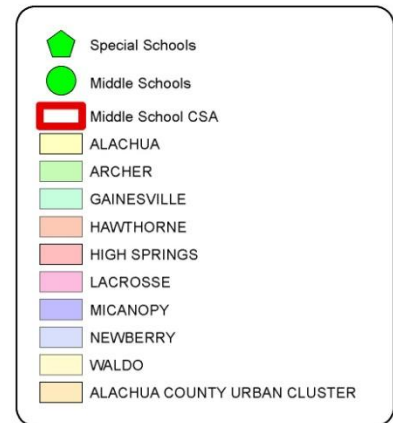 Special Schools
Middle Schools
Middle School CSA
ALACHUA
ARCHER
GAINESVILLE
HAWTHORNE
HIGH SPRINGS
LACROSSE
MICANOPY
NEWBERRY
WALDO
ALACHUA COUNTY URBAN CLUSTER